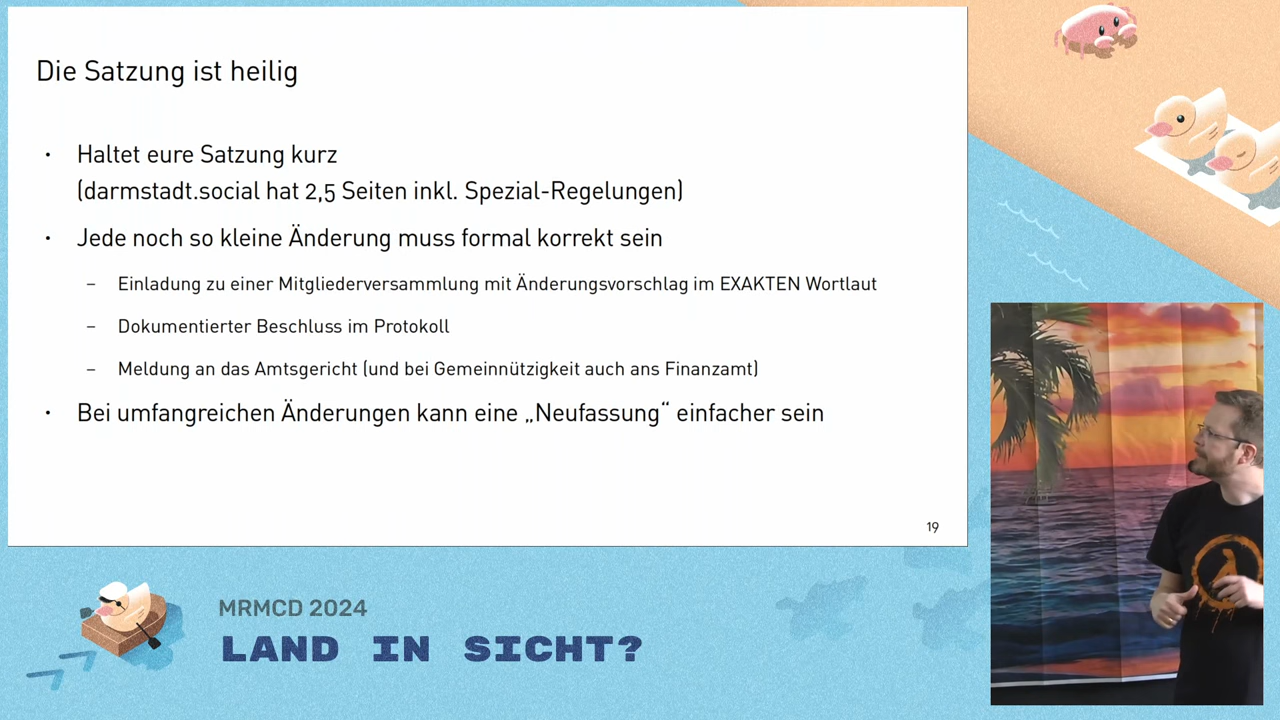 Die Satzung ist heilig
• Haltet eure Satzung kurz
(darmstadt.social hat 2,5 Seiten inkl. Spezial-Regelungen)
• Jede noch so kleine Änderung muss formal korrekt sein
– Einladung zu einer Mitgliederversammlung mit Änderungsvorschlag im EXAKTEN Wortlaut
– Dokumentierter Beschluss im Protokoll
– Meldung an das Amtsgericht (und bei Gemeinnützigkeit auch ans Finanzamt)
• Bei umfangreichen Änderungen kann eine „Neufassung“ einfacher sein
19
MRMCD 2024
LAND IN SICHT?